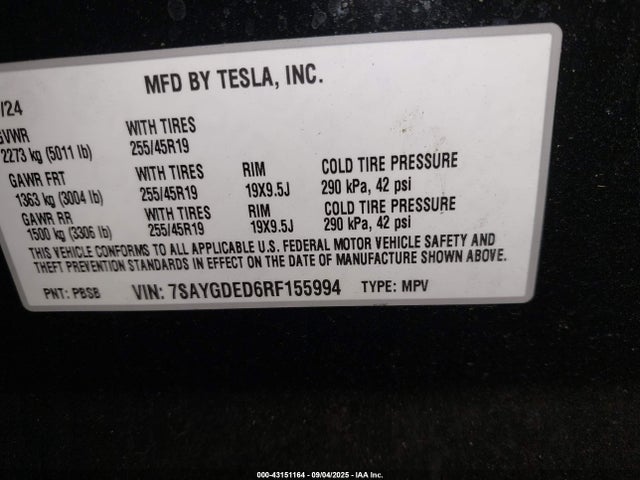 MFD BY TESLA, INC.
/24
GVWR WITH TIRES
2273 kg (5011 lb) 255/45R19
GAWR FRT WITH TIRES RIM COLD TIRE PRESSURE
1363 kg (3004 lb) 255/45R19 19X9.5J 290 kPa, 42 psi
GAWR RR WITH TIRES RIM COLD TIRE PRESSURE
1500 kg (3306 lb) 255/45R19 19X9.5J 290 kPa, 42 psi
THIS VEHICLE CONFORMS TO ALL APPLICABLE U.S. FEDERAL MOTOR VEHICLE SAFETY AND
THEFT PREVENTION STANDARDS IN EFFECT ON THE DATE OF MANUFACTURE SHOWN ABOVE.
PNT: PBSB VIN: 7SAYGDED6RF155994 TYPE: MPV
000-43151164 - 09/04/2025 - IAA Inc.